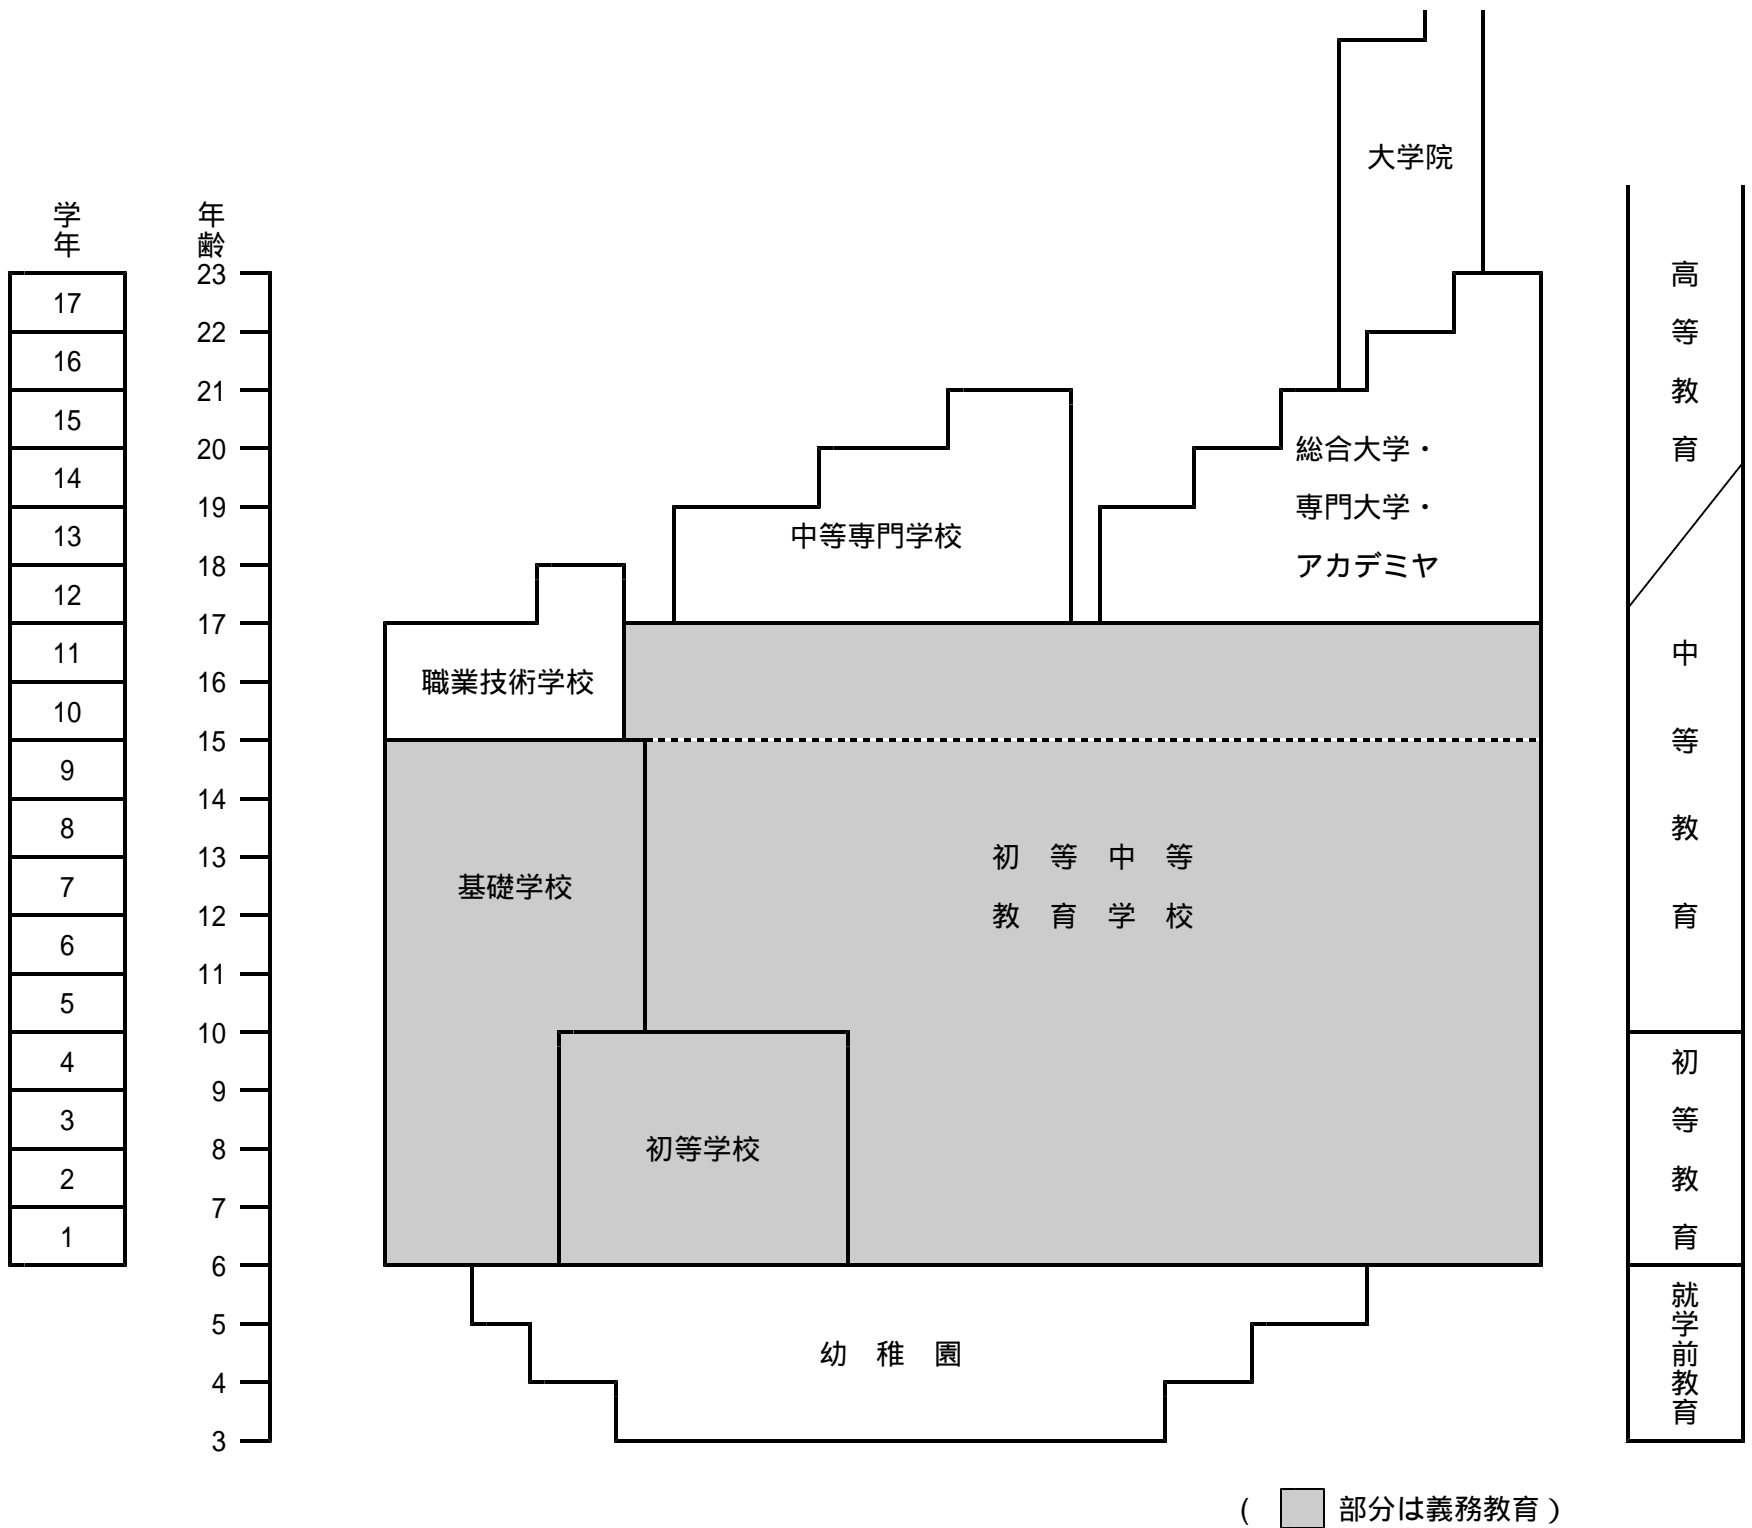 学年
17
16
15
14
13
12
11
10
9
8
7
6
5
4
3
2
1
年齢
23
22
21
20
19
18
17
16
15
14
13
12
11
10
9
8
7
6
5
4
3
大学院
総合大学・
専門大学・
アカデミヤ
中等専門学校
職業技術学校
基礎学校
初 等 中 等
教 育 学 校
初等学校
幼 稚 園
高等教育
中等教育
初等教育
就学前教育
( 部分は義務教育 )